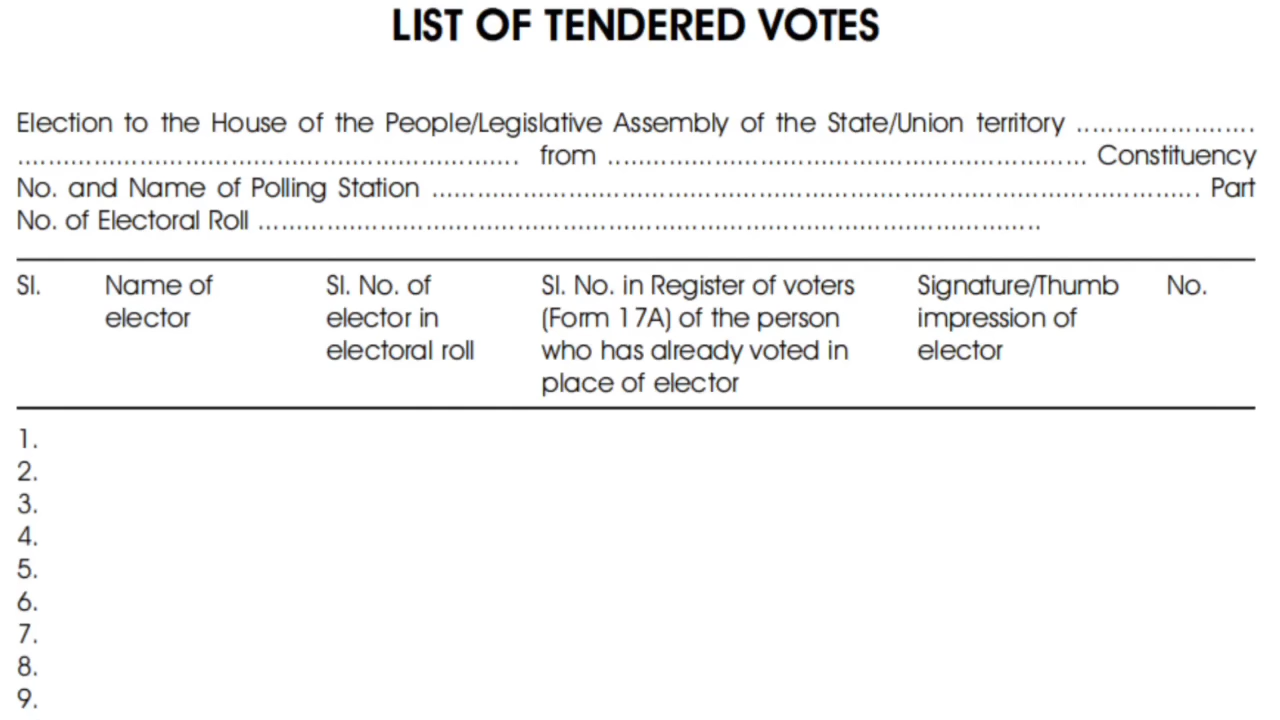 LIST OF TENDERED VOTES
Election to the House of the People/Legislative Assembly of the State/Union territory ........................
.................................................................. from ............................................................... Constituency
No. and Name of Polling Station ..................................................................................................... Part
No. of Electoral Roll .......................................................................................................
Sl. Name of elector Sl. No. of elector in electoral roll Sl. No. in Register of voters (Form 17A) of the person who has already voted in place of elector Signature/Thumb impression of elector No.
1.
2.
3.
4.
5.
6.
7.
8.
9.